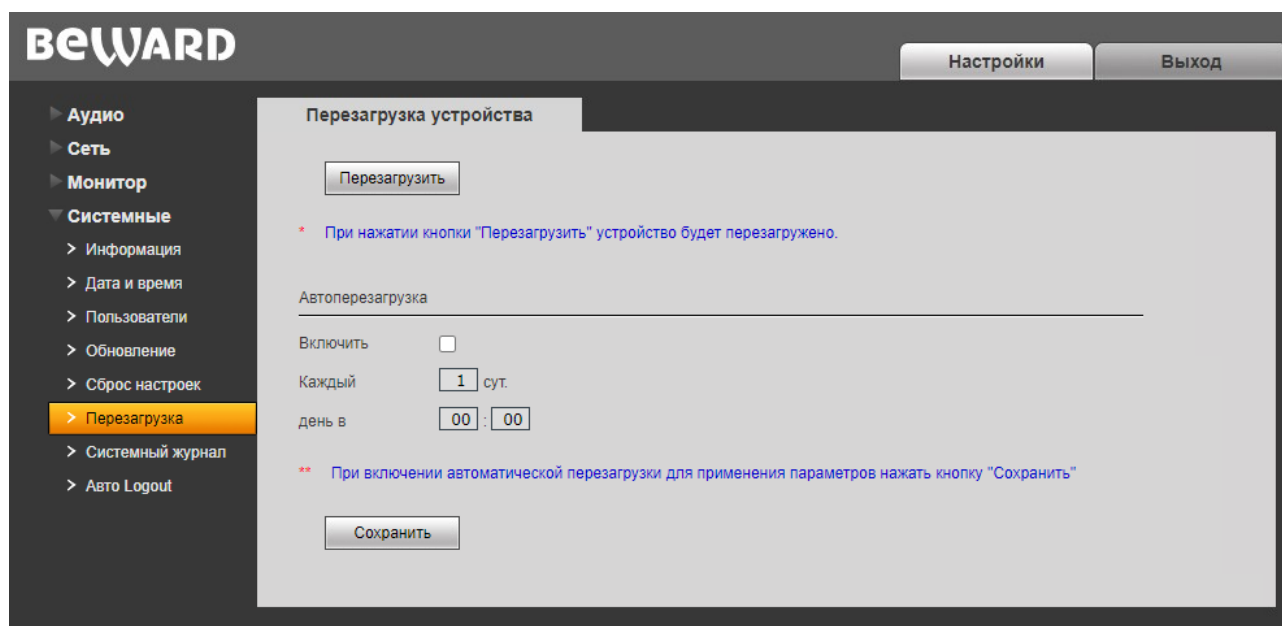 BEWARD
Настройки
Выход
Аудио
Сеть
Монитор
Системные
> Информация
> Дата и время
> Пользователи
> Обновление
> Сброс настроек
> Перезагрузка
> Системный журнал
> Авто Logout
Перезагрузка устройства
Перезагрузить
* При нажатии кнопки "Перезагрузить" устройство будет перезагружено.
Автоперезагрузка
Включить
Каждый 1 сут.
день в 00 : 00
** При включении автоматической перезагрузки для применения параметров нажать кнопку "Сохранить"
Сохранить